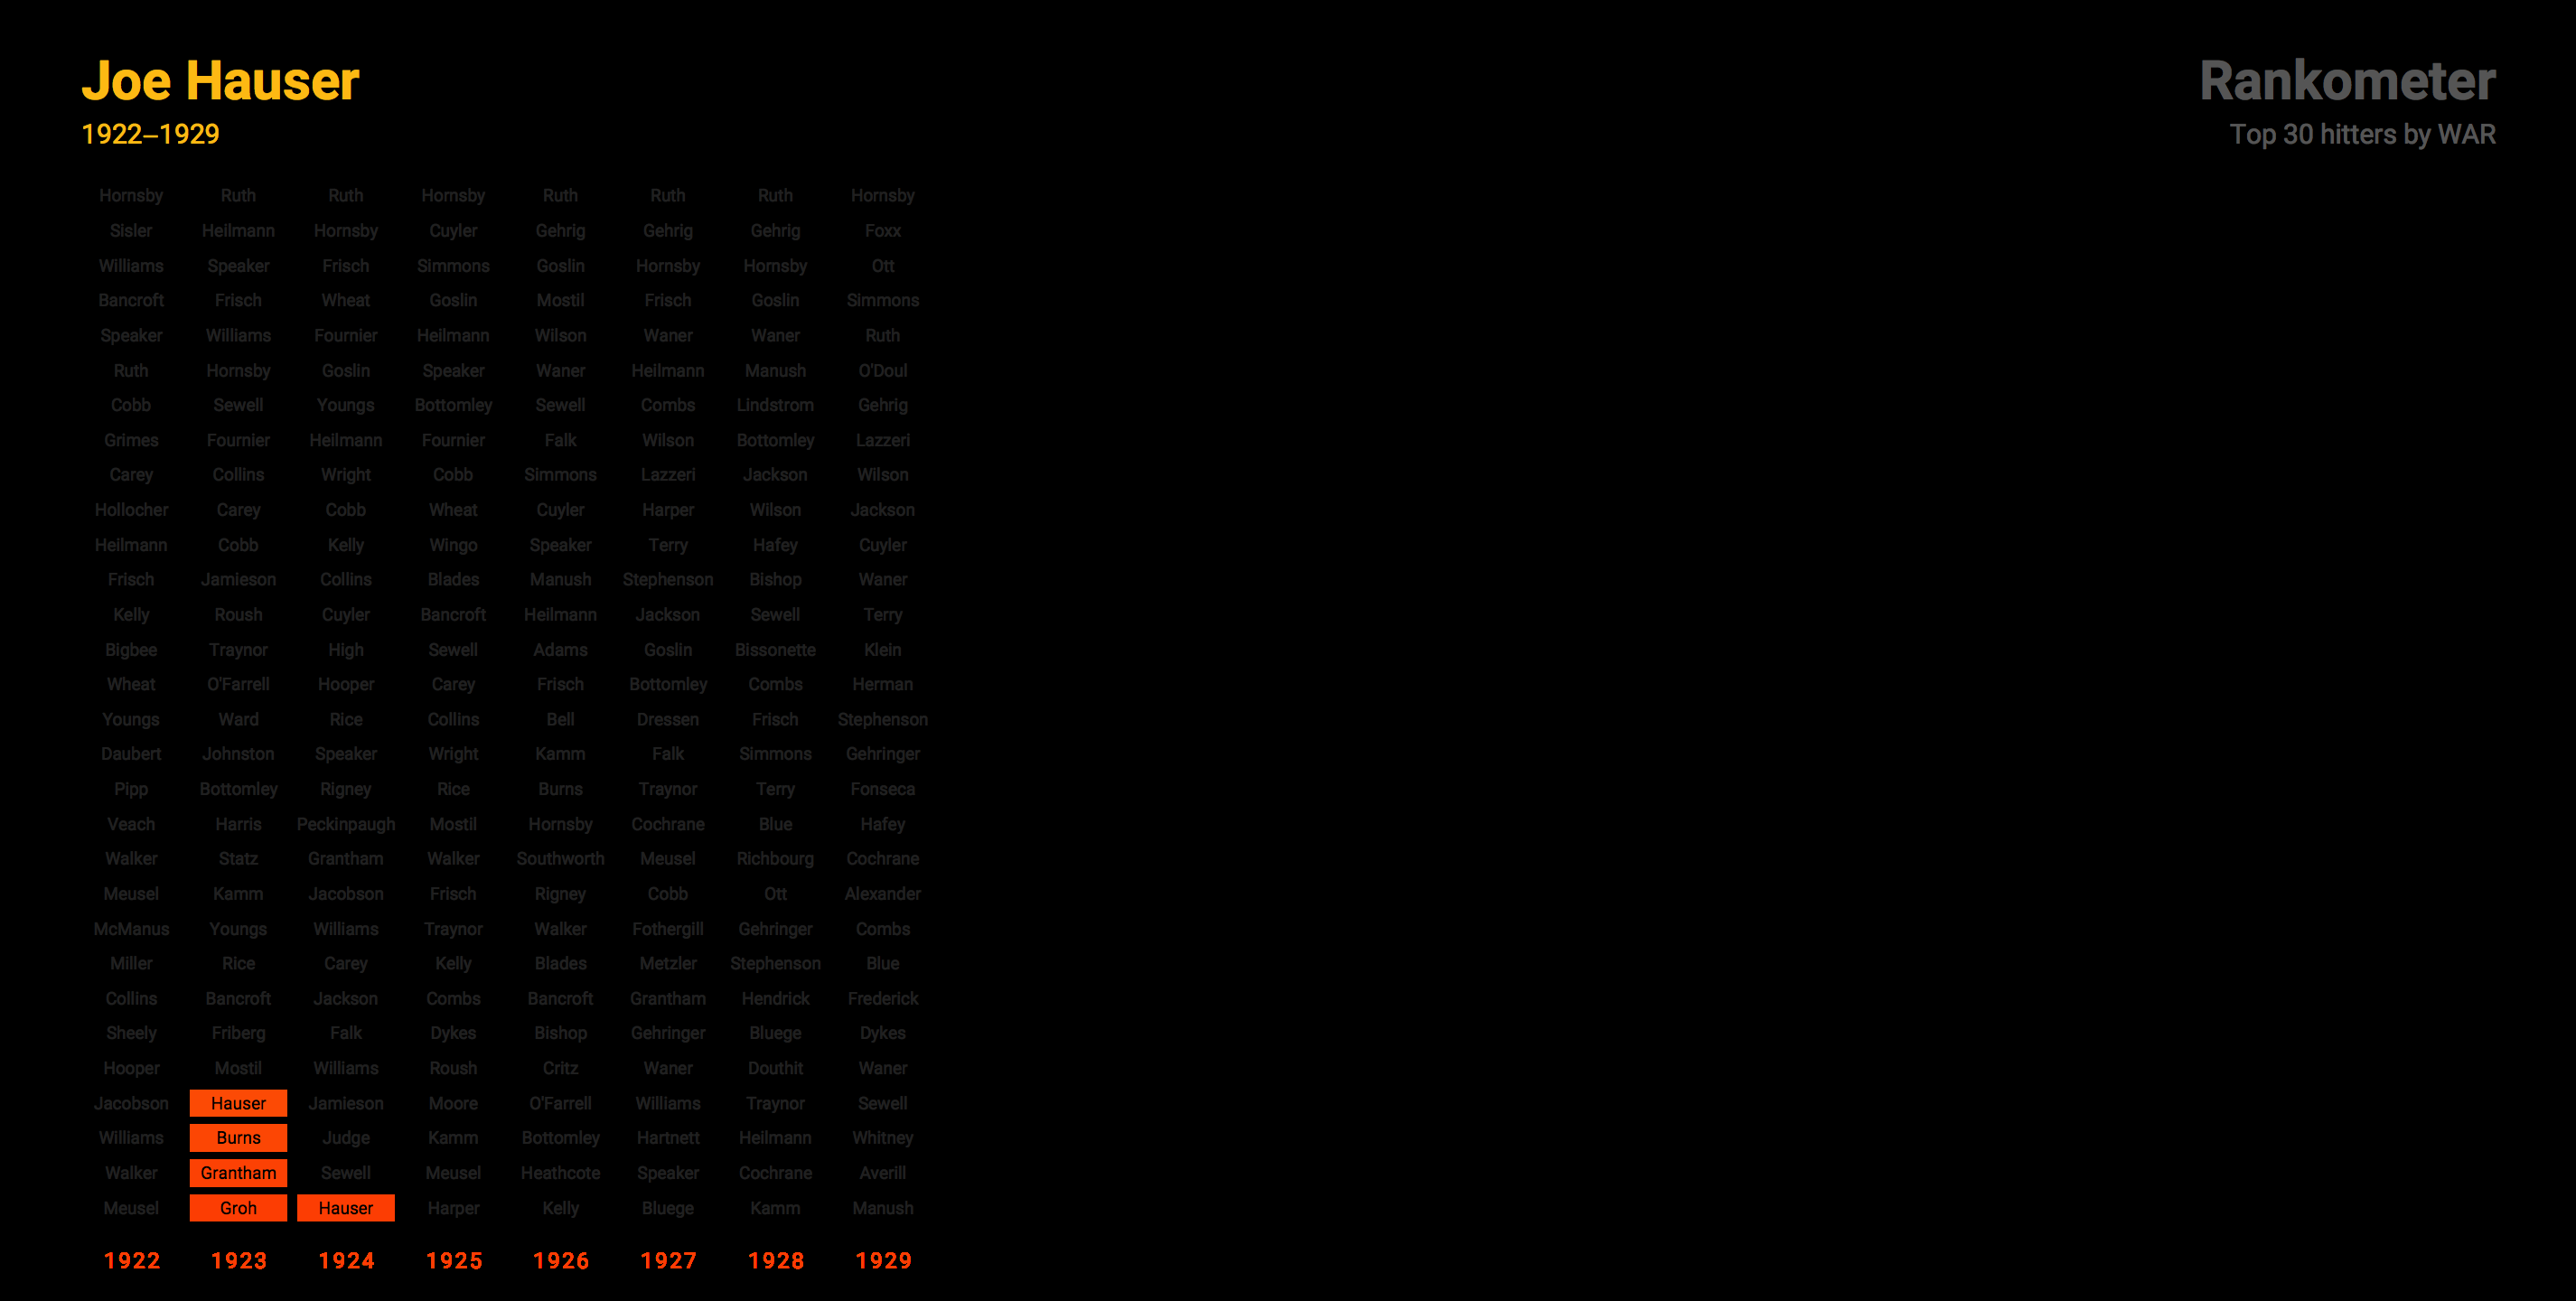 Joe Hauser
1922–1929
Rankometer
Top 30 hitters by WAR
Hornsby Ruth Ruth Hornsby Ruth Ruth Ruth Hornsby
Sisler Heilmann Hornsby Cuyler Gehrig Gehrig Gehrig Foxx
Williams Speaker Frisch Simmons Goslin Hornsby Hornsby Ott
Bancroft Frisch Wheat Goslin Mostil Frisch Goslin Simmons
Speaker Williams Fournier Heilmann Wilson Waner Waner Ruth
Ruth Hornsby Goslin Speaker Waner Heilmann Manush O'Doul
Cobb Sewell Youngs Bottomley Sewell Combs Lindstrom Gehrig
Grimes Fournier Heilmann Fournier Falk Wilson Bottomley Lazzeri
Carey Collins Wright Cobb Simmons Lazzeri Jackson Wilson
Hollocher Carey Cobb Wheat Cuyler Harper Wilson Jackson
Heilmann Cobb Kelly Wingo Speaker Terry Hafey Cuyler
Frisch Jamieson Collins Blades Manush Stephenson Bishop Waner
Kelly Roush Cuyler Bancroft Heilmann Jackson Sewell Terry
Bigbee Traynor High Sewell Adams Goslin Bissonette Klein
Wheat O'Farrell Hooper Carey Frisch Bottomley Combs Herman
Youngs Ward Rice Collins Bell Dressen Frisch Stephenson
Daubert Johnston Speaker Wright Kamm Falk Simmons Gehringer
Pipp Bottomley Rigney Rice Burns Traynor Terry Fonseca
Veach Harris Peckinpaugh Mostil Hornsby Cochrane Blue Hafey
Walker Statz Grantham Walker Southworth Meusel Richbourg Cochrane
Meusel Kamm Jacobson Frisch Rigney Cobb Ott Alexander
McManus Youngs Williams Traynor Walker Fothergill Gehringer Combs
Miller Rice Carey Kelly Blades Metzler Stephenson Blue
Collins Bancroft Jackson Combs Bancroft Grantham Hendrick Frederick
Sheely Friberg Falk Dykes Bishop Gehringer Bluege Dykes
Hooper Mostil Williams Roush Critz Waner Douthit Waner
Jacobson Hauser Jamieson Moore O'Farrell Williams Traynor Sewell
Williams Burns Judge Kamm Bottomley Hartnett Heilmann Whitney
Walker Grantham Sewell Meusel Heathcote Speaker Cochrane Averill
Meusel Groh Hauser Harper Kelly Bluege Kamm Manush
1922 1923 1924 1925 1926 1927 1928 1929